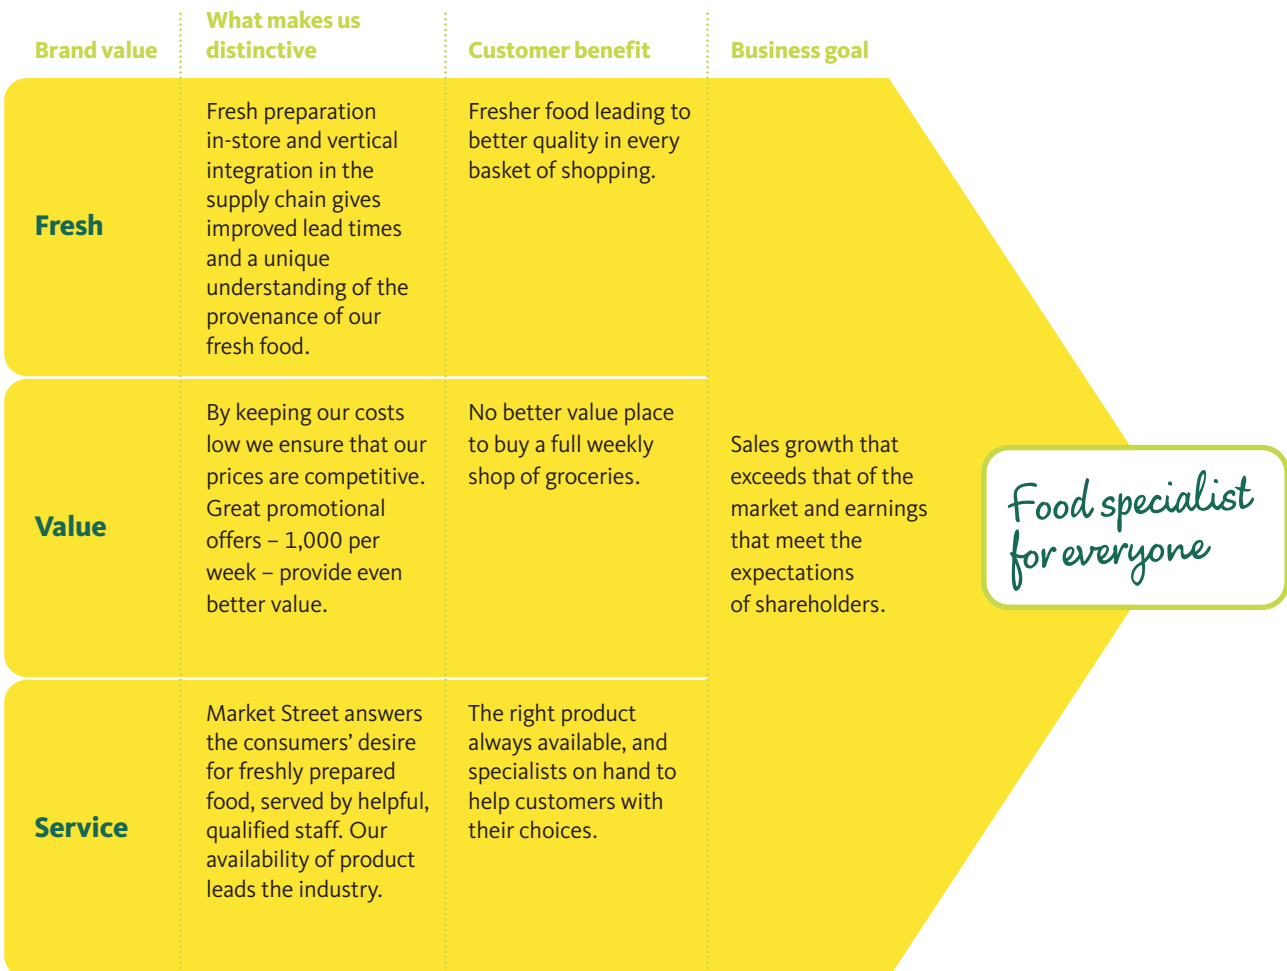 Brand value
What makes us
distinctive
Customer benefit
Business goal
Fresh
Fresh preparation
in-store and vertical
integration in the
supply chain gives
improved lead times
and a unique
understanding of the
provenance of our
fresh food.
Fresher food leading to
better quality in every
basket of shopping.
Value
By keeping our costs
low we ensure that our
prices are competitive.
Great promotional
offers – 1,000 per
week – provide even
better value.
No better value place
to buy a full weekly
shop of groceries.
Service
Market Street answers
the consumers’ desire
for freshly prepared
food, served by helpful,
qualified staff. Our
availability of product
leads the industry.
The right product
always available, and
specialists on hand to
help customers with
their choices.
Sales growth that
exceeds that of the
market and earnings
that meet the
expectations
of shareholders.
Food specialist
for everyone